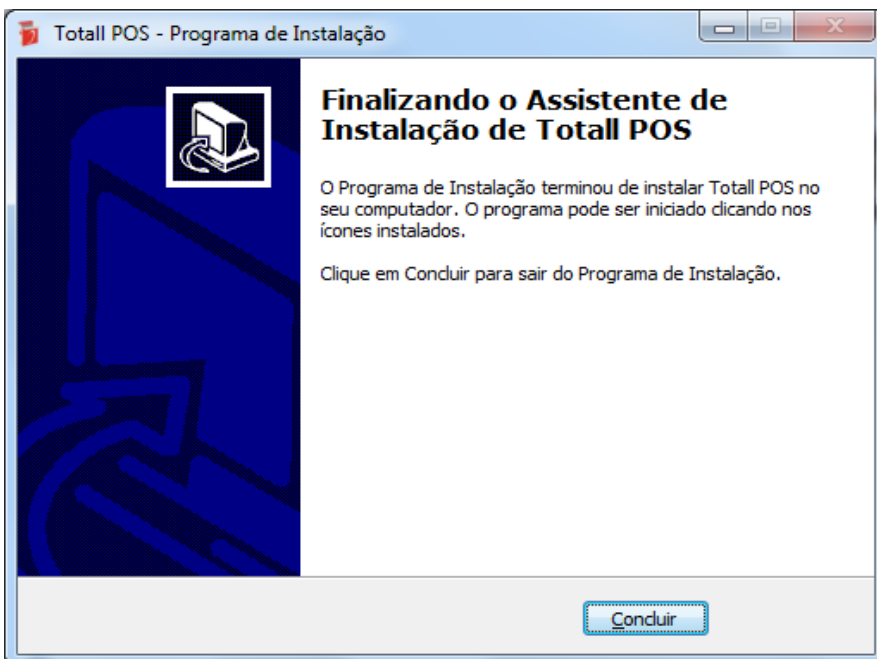 Totall POS - Programa de Instalação
Finalizando o Assistente de
Instalação de Totall POS
O Programa de Instalação terminou de instalar Totall POS no
seu computador. O programa pode ser iniciado clicando nos
ícones instalados.
Clique em Concluir para sair do Programa de Instalação.
Concluir